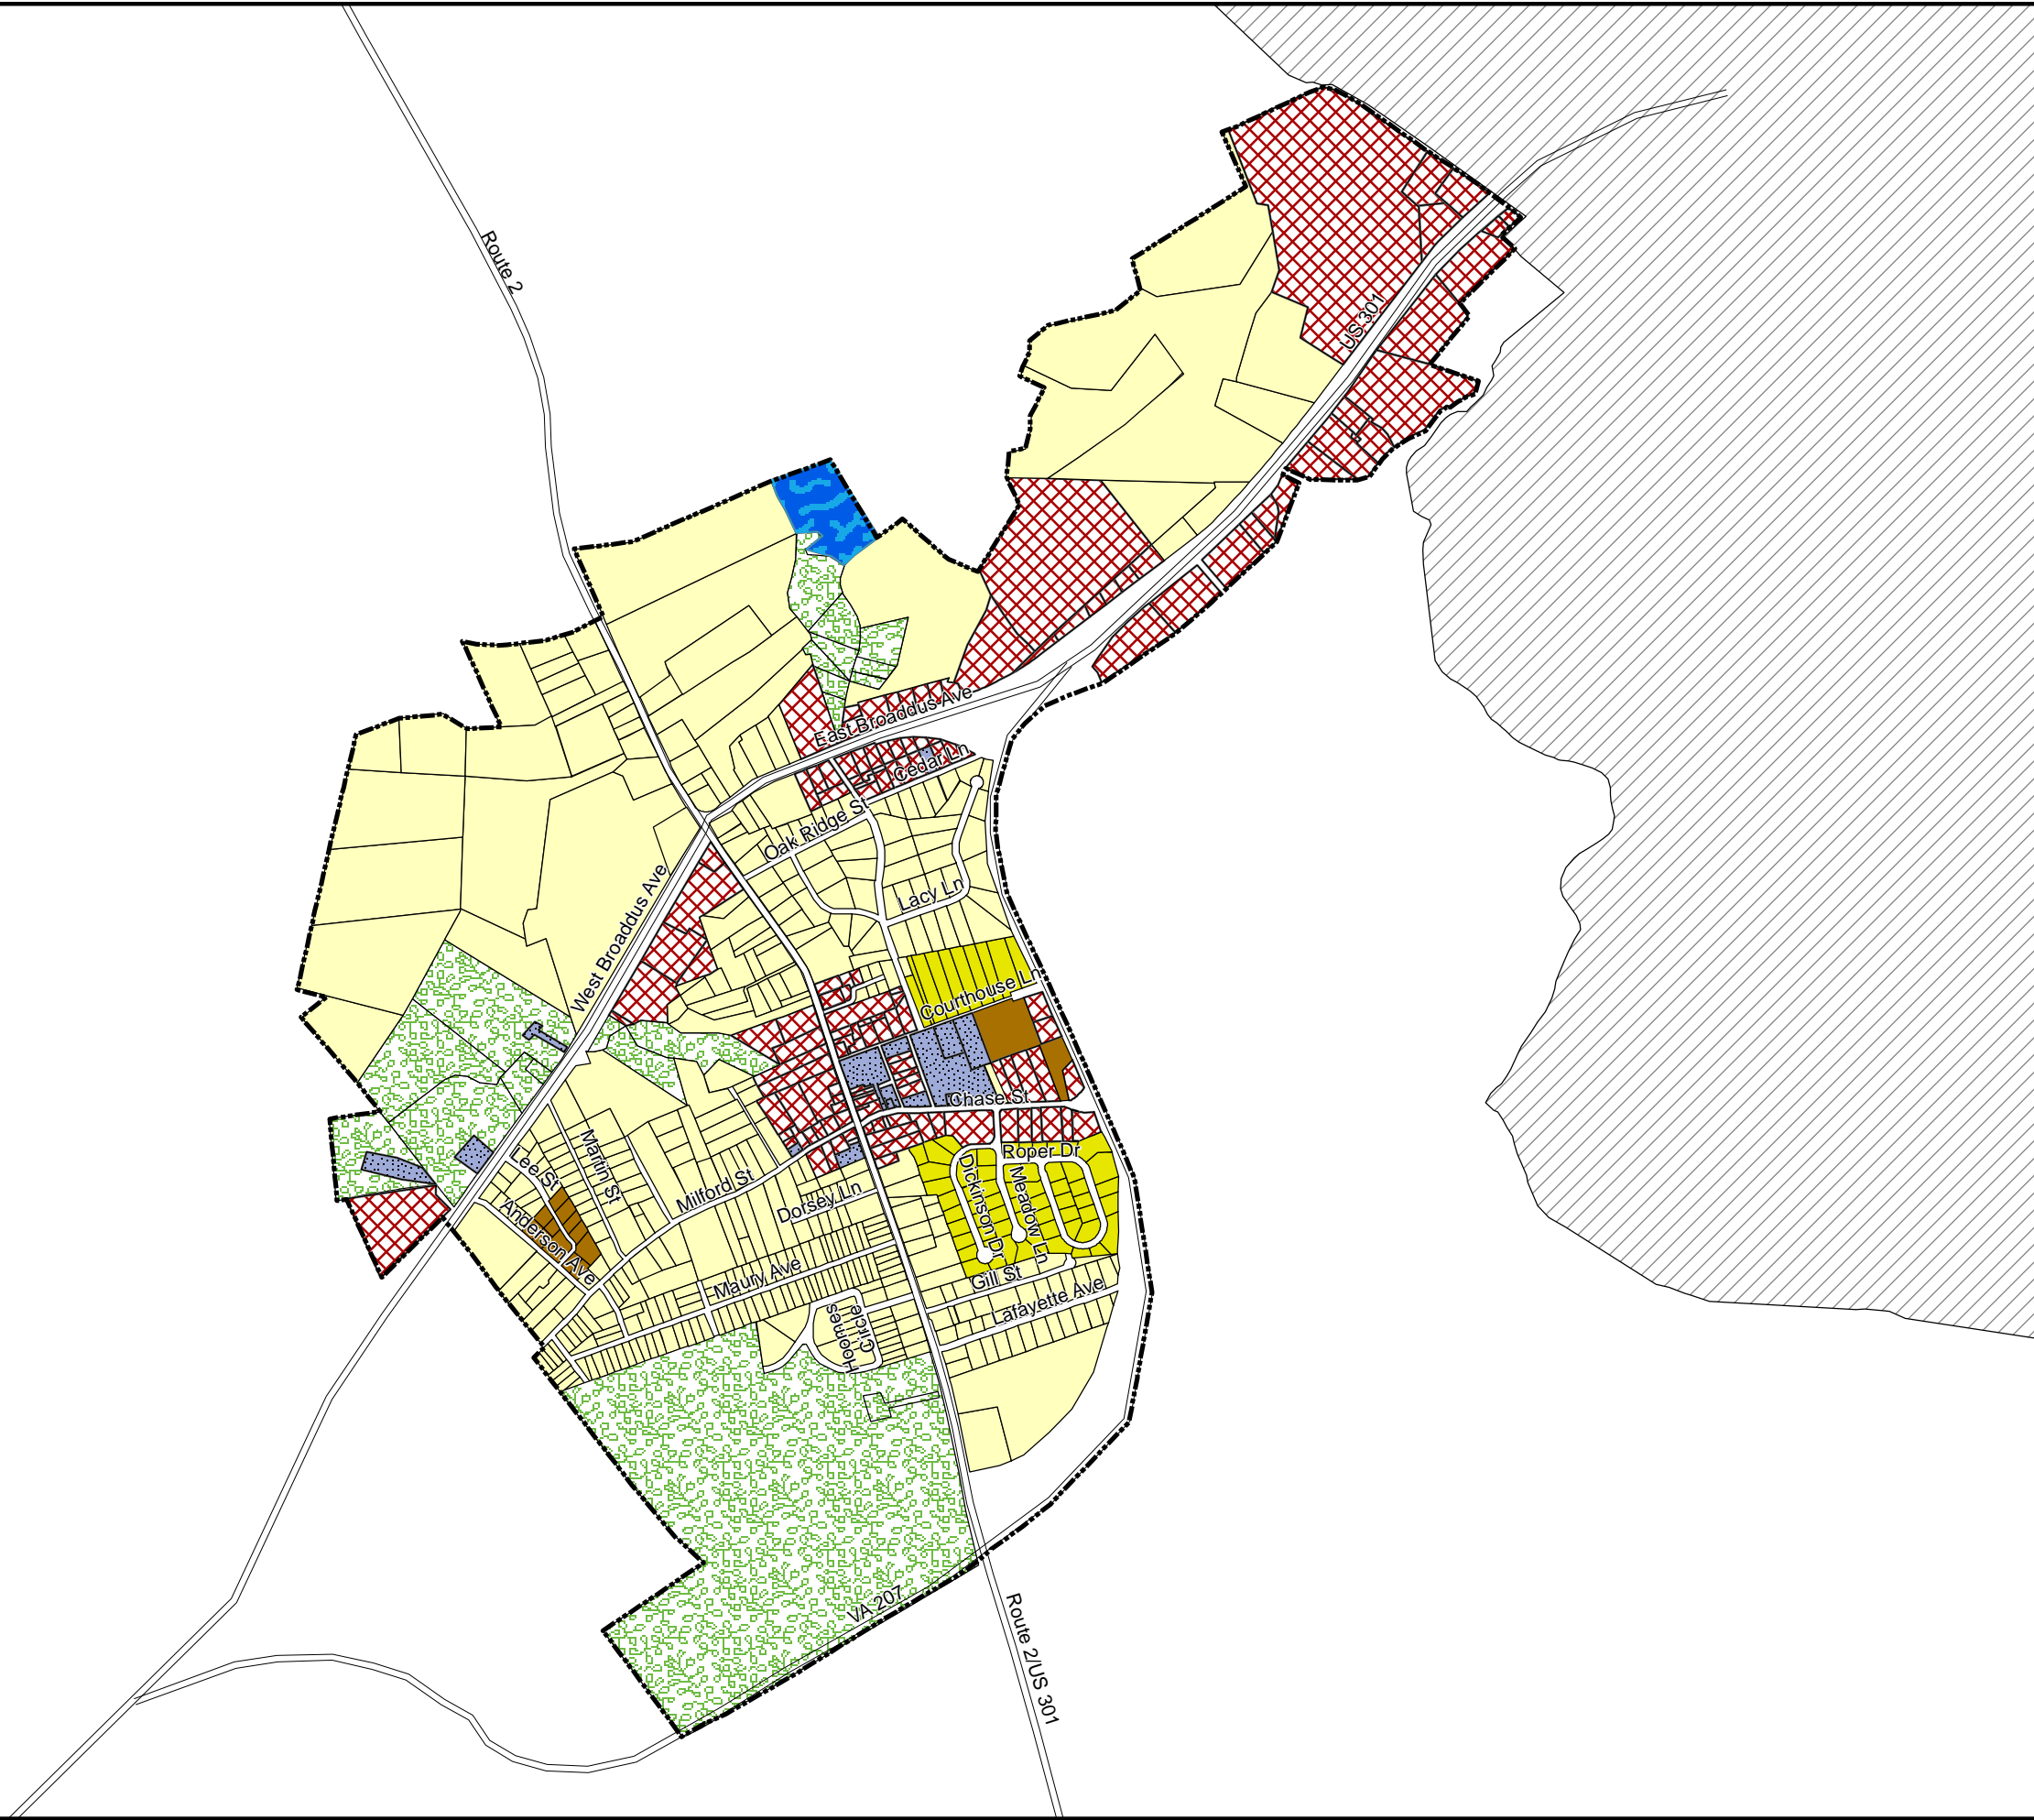 Route 2
US 301
East Broaddus Ave
Cedar Ln
Oak Ridge St
Lacy Ln
West Broaddus Ave
Courthouse Ln
Chase St
Roper Dr
Lee St
Martin St
Milford St
Dorsey Ln
Dickinson Dr
Meadow Ln
Anderson Ave
Maury Ave
Gill St
Lafayette Ave
Hoomes
Circle
VA 207
Route 2/US 301